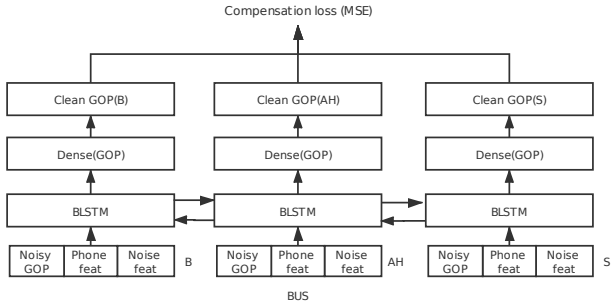 Compensation loss (MSE)
Clean GOP(B) Clean GOP(AH) Clean GOP(S)
Dense(GOP) Dense(GOP) Dense(GOP)
BLSTM BLSTM BLSTM
Noisy Phone Noise Noisy Phone Noise Noisy Phone Noise
GOP feat feat B GOP feat feat AH GOP feat feat S
BUS